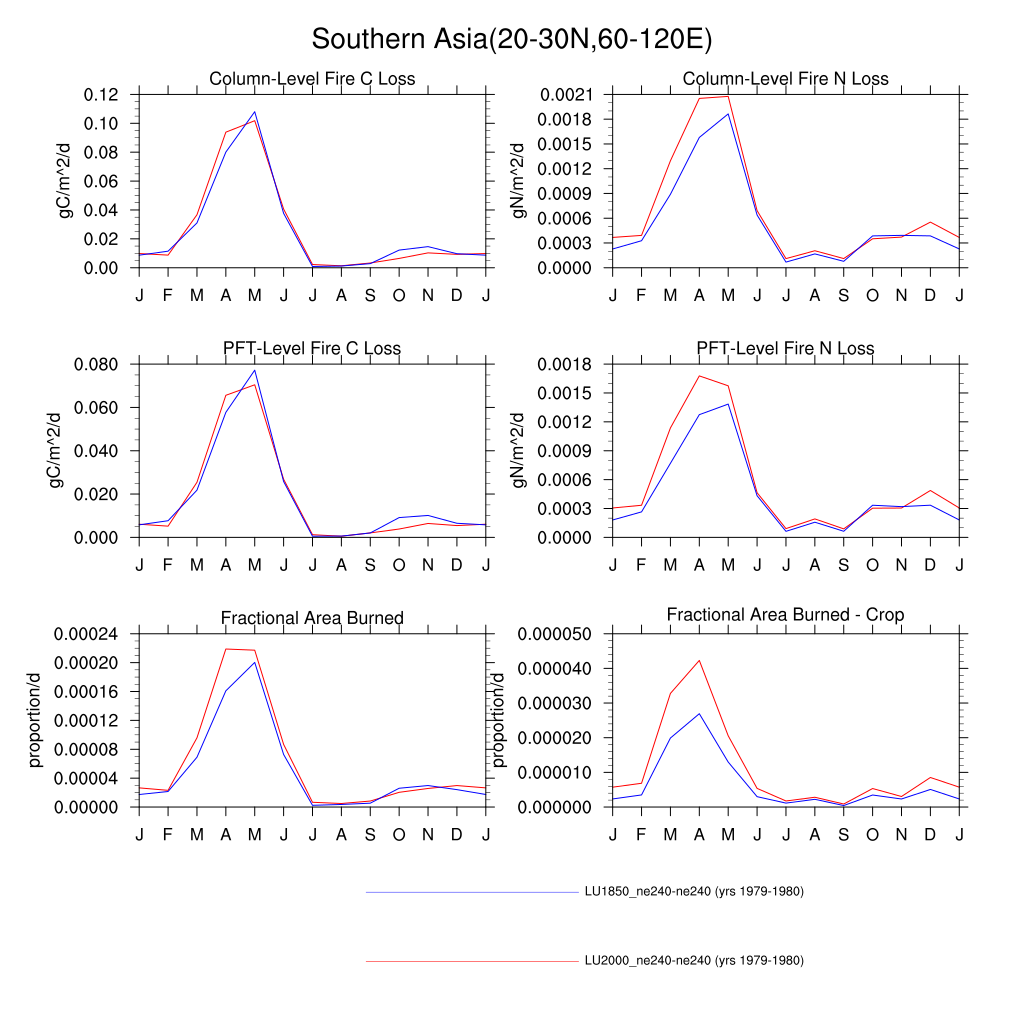 Southern Asia(20-30N,60-120E)
Column-Level Fire C Loss
gC/m^2/d
0.12
0.10
0.08
0.06
0.04
0.02
0.00
J F M A M J J A S O N D J
Column-Level Fire N Loss
gN/m^2/d
0.0021
0.0018
0.0015
0.0012
0.0009
0.0006
0.0003
0.0000
J F M A M J J A S O N D J
PFT-Level Fire C Loss
gC/m^2/d
0.080
0.060
0.040
0.020
0.000
J F M A M J J A S O N D J
PFT-Level Fire N Loss
gN/m^2/d
0.0018
0.0015
0.0012
0.0009
0.0006
0.0003
0.0000
J F M A M J J A S O N D J
Fractional Area Burned
proportion/d
0.00024
0.00020
0.00016
0.00012
0.00008
0.00004
0.00000
J F M A M J J A S O N D J
Fractional Area Burned - Crop
proportion/d
0.000050
0.000040
0.000030
0.000020
0.000010
0.000000
J F M A M J J A S O N D J
LU1850_ne240-ne240 (yrs 1979-1980)
LU2000_ne240-ne240 (yrs 1979-1980)